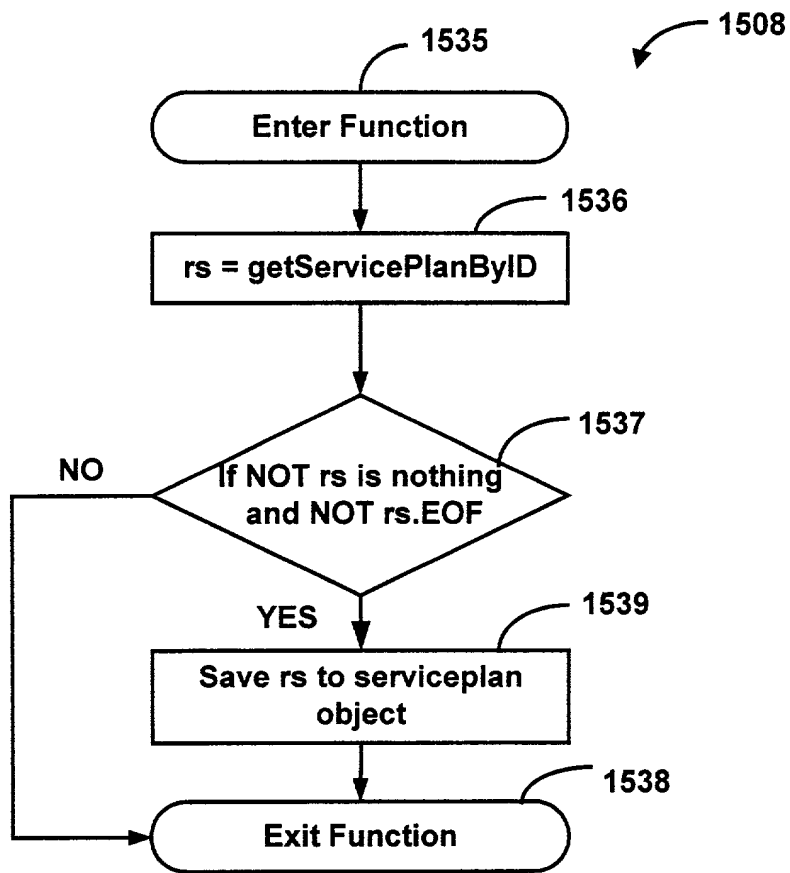 1508
1535
Enter Function
1536
rs = getServicePlanByID
1537
If NOT rs is nothing
and NOT rs.EOF
NO
YES
1539
Save rs to serviceplan
object
1538
Exit Function